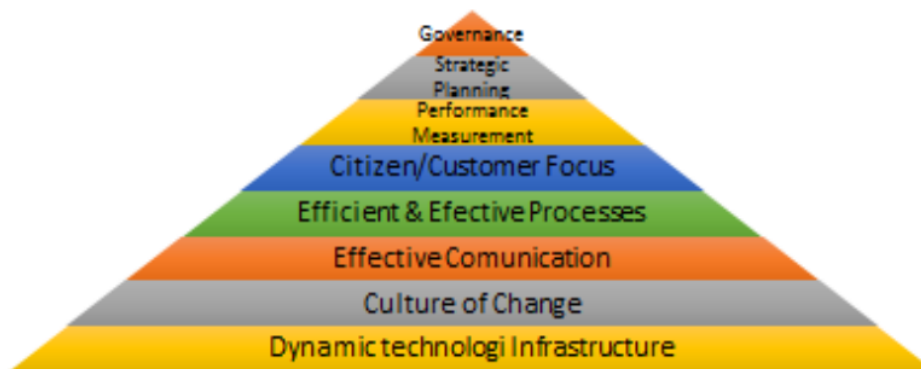 Governance
Strategic
Planning
Performance
Measurement
Citizen/Customer Focus
Efficient & Efective Processes
Effective Comunication
Culture of Change
Dynamic technologi Infrastructure